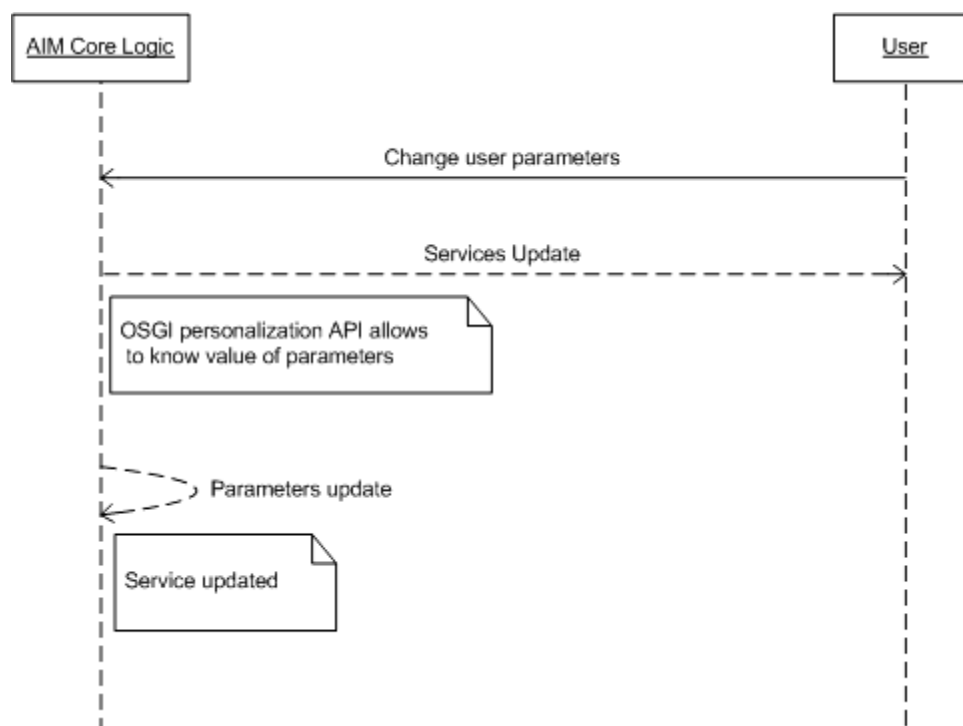 AIM Core Logic
User
Change user parameters
Services Update
OSGI personalization API allows
to know value of parameters
Parameters update
Service updated